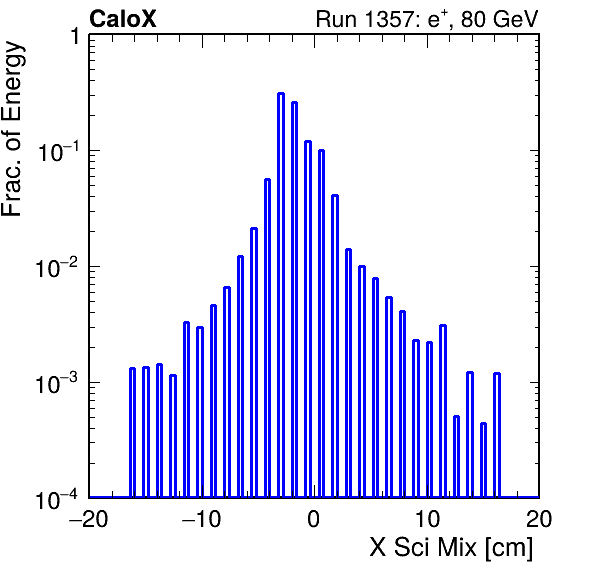 CaloX Run 1357: e⁺, 80 GeV
Frac. of Energy
1
10⁻¹
10⁻²
10⁻³
10⁻⁴
−20 −10 0 10 20
X Sci Mix [cm]